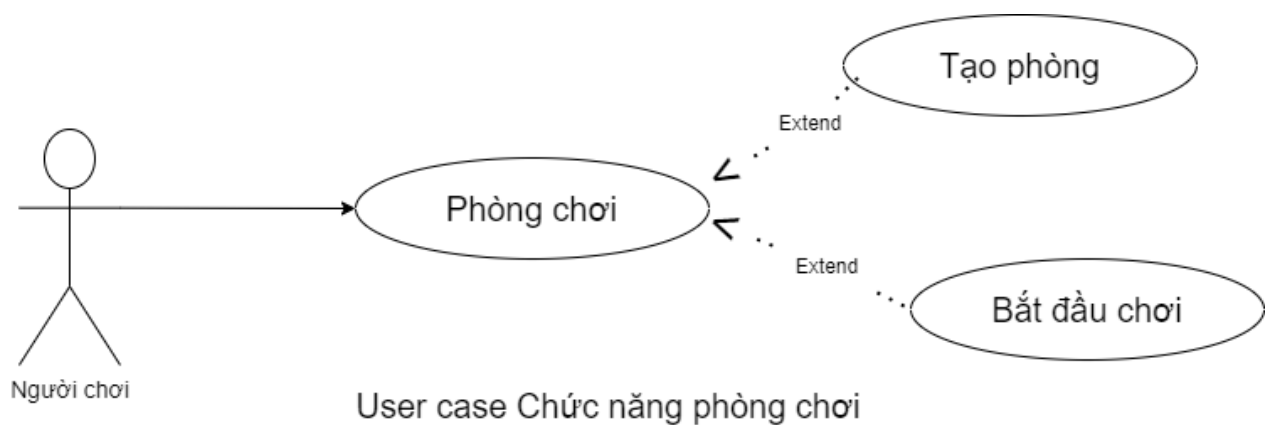 Tạo phòng
Extend
Phòng chơi
Extend
Bắt đầu chơi
Người chơi
User case Chức năng phòng chơi